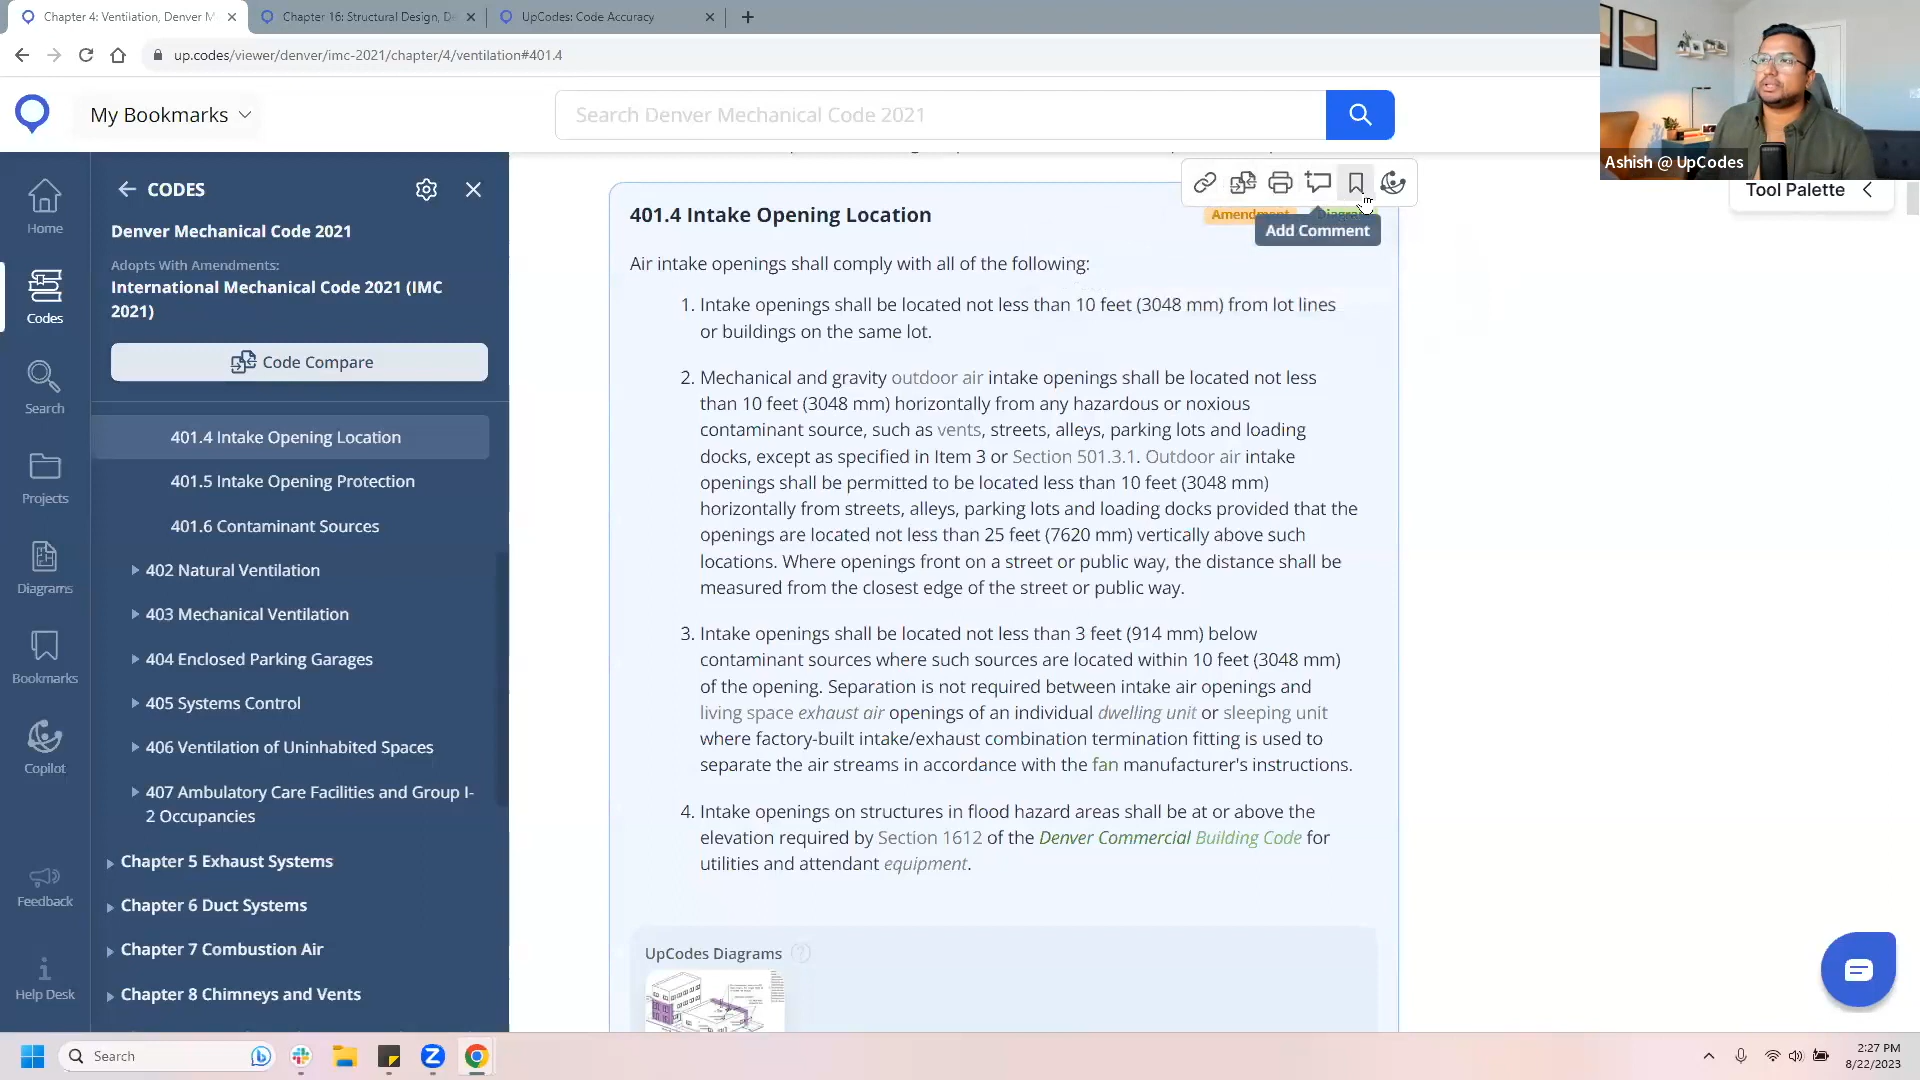 Chapter 4: Ventilation, Denver M
Chapter 16: Structural Design, De
UpCodes: Code Accuracy
up.codes/viewer/denver/imc-2021/chapter/4/ventilation#401.4
My Bookmarks
Search Denver Mechanical Code 2021
Ashish @ UpCodes
Tool Palette
Home
Codes
Search
Projects
Diagrams
Bookmarks
Copilot
Feedback
Help Desk
CODES
Denver Mechanical Code 2021
Adopts With Amendments:
International Mechanical Code 2021 (IMC
2021)
Code Compare
401.4 Intake Opening Location
401.5 Intake Opening Protection
401.6 Contaminant Sources
402 Natural Ventilation
403 Mechanical Ventilation
404 Enclosed Parking Garages
405 Systems Control
406 Ventilation of Uninhabited Spaces
407 Ambulatory Care Facilities and Group I-
2 Occupancies
Chapter 5 Exhaust Systems
Chapter 6 Duct Systems
Chapter 7 Combustion Air
Chapter 8 Chimneys and Vents
401.4 Intake Opening Location
Amendment
Diagram
Add Comment
Air intake openings shall comply with all of the following:
1. Intake openings shall be located not less than 10 feet (3048 mm) from lot lines
or buildings on the same lot.
2. Mechanical and gravity outdoor air intake openings shall be located not less
than 10 feet (3048 mm) horizontally from any hazardous or noxious
contaminant source, such as vents, streets, alleys, parking lots and loading
docks, except as specified in Item 3 or Section 501.3.1. Outdoor air intake
openings shall be permitted to be located less than 10 feet (3048 mm)
horizontally from streets, alleys, parking lots and loading docks provided that the
openings are located not less than 25 feet (7620 mm) vertically above such
locations. Where openings front on a street or public way, the distance shall be
measured from the closest edge of the street or public way.
3. Intake openings shall be located not less than 3 feet (914 mm) below
contaminant sources where such sources are located within 10 feet (3048 mm)
of the opening. Separation is not required between intake air openings and
living space exhaust air openings of an individual dwelling unit or sleeping unit
where factory-built intake/exhaust combination termination fitting is used to
separate the air streams in accordance with the fan manufacturer's instructions.
4. Intake openings on structures in flood hazard areas shall be at or above the
elevation required by Section 1612 of the Denver Commercial Building Code for
utilities and attendant equipment.
UpCodes Diagrams
Search
2:27 PM
8/22/2023